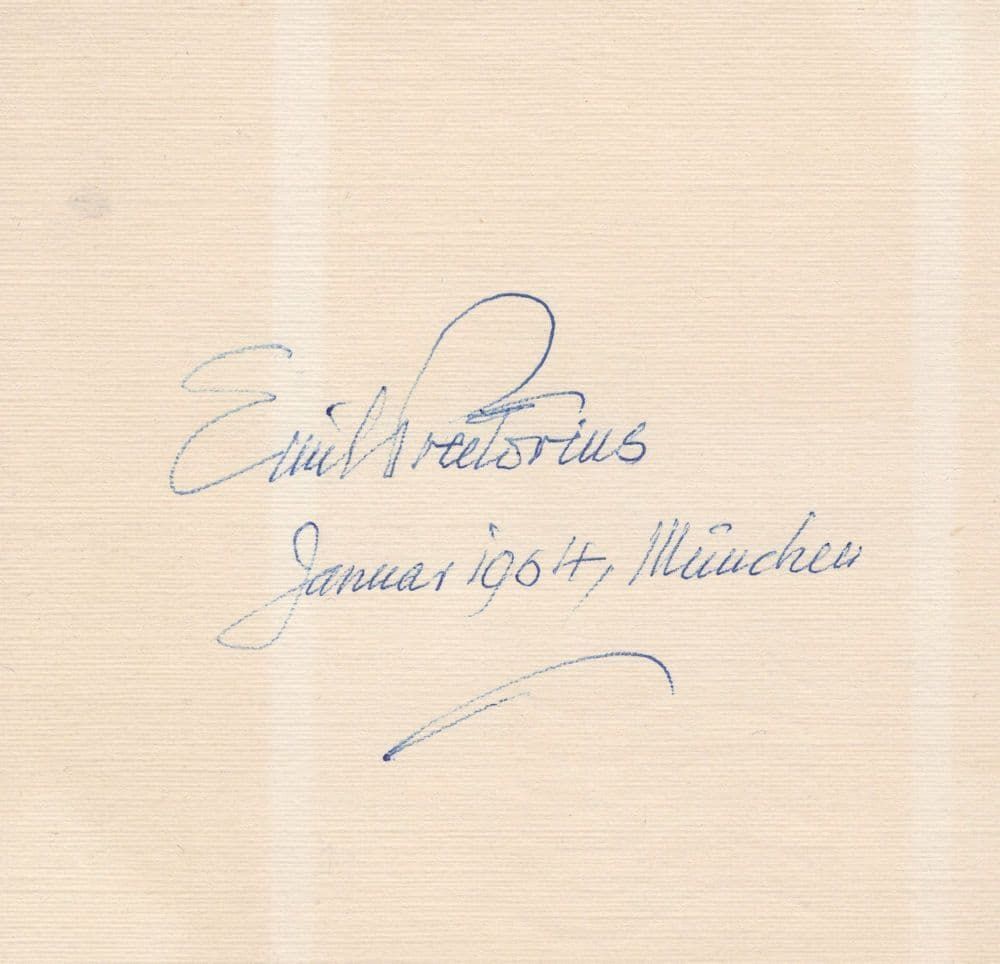 Emil Preetorius
Januar 1964, München